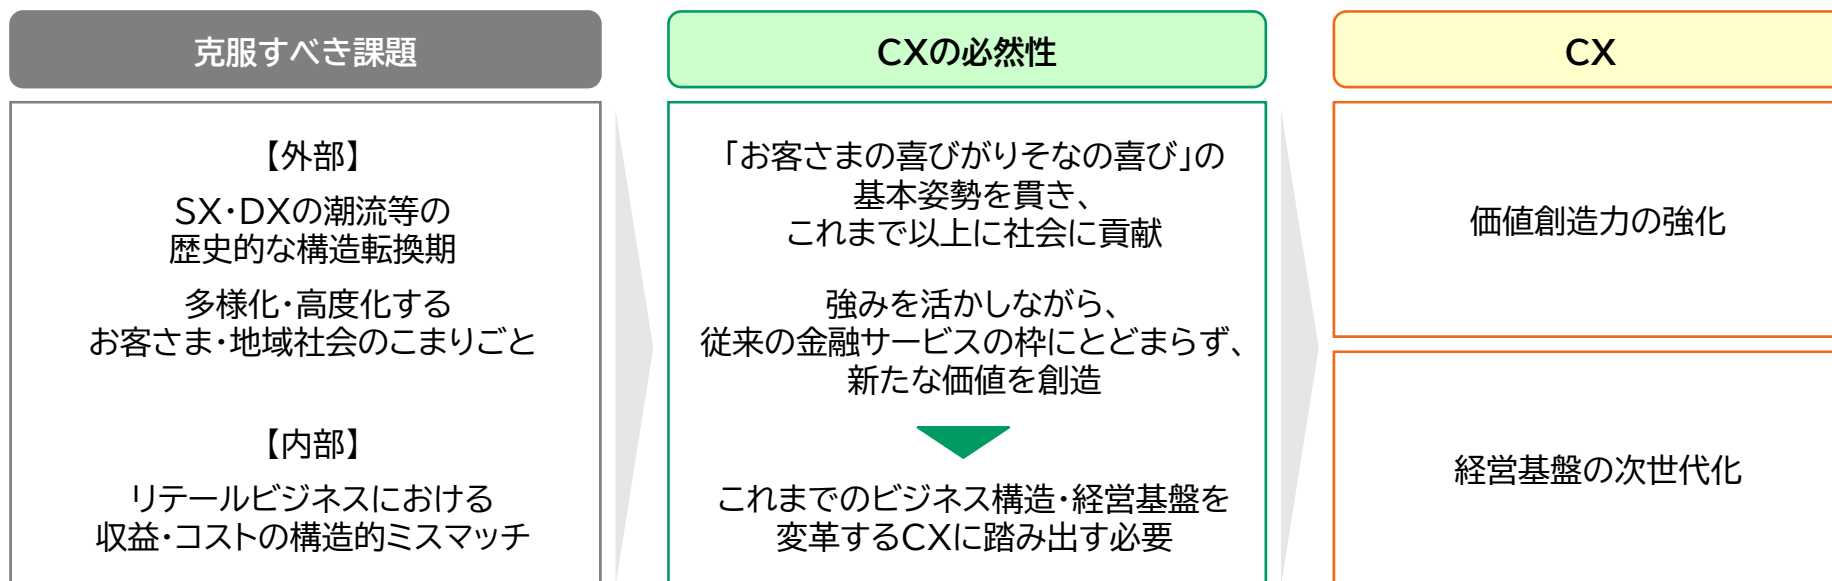 克服すべき課題
【外部】
SX・DXの潮流等の
歴史的な構造転換期
多様化・高度化する
お客さま・地域社会のこまりごと
【内部】
リテールビジネスにおける
収益・コストの構造的ミスマッチ
CXの必然性
「お客さまの喜びがりそなの喜び」の
基本姿勢を貫き、
これまで以上に社会に貢献
強みを活かしながら、
従来の金融サービスの枠にとどまらず、
新たな価値を創造
これまでのビジネス構造・経営基盤を
変革するCXに踏み出す必要
CX
価値創造力の強化
経営基盤の次世代化